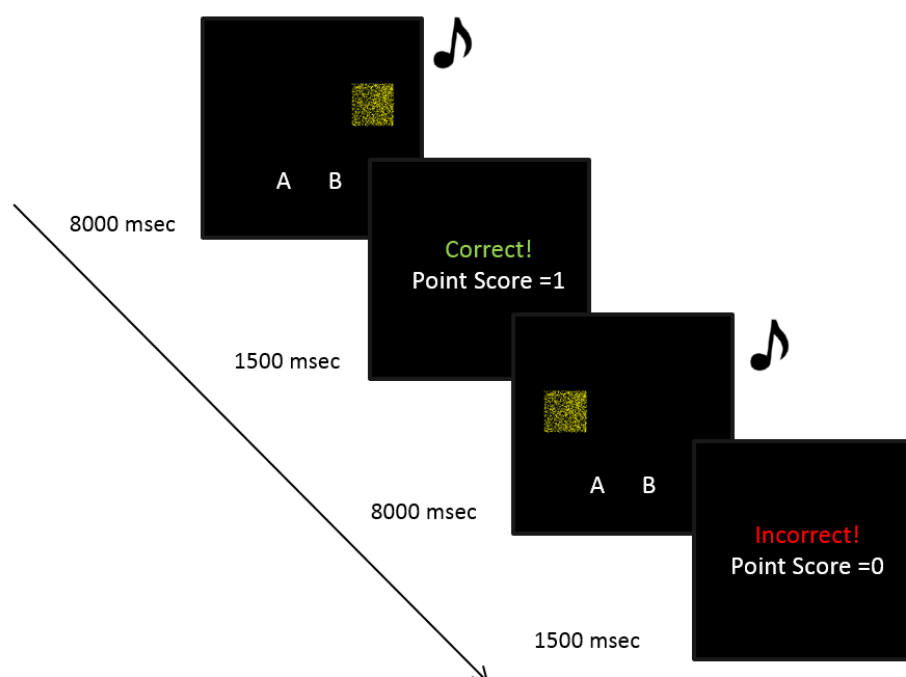 A B
8000 msec
Correct!
Point Score =1
1500 msec
A B
8000 msec
Incorrect!
Point Score =0
1500 msec